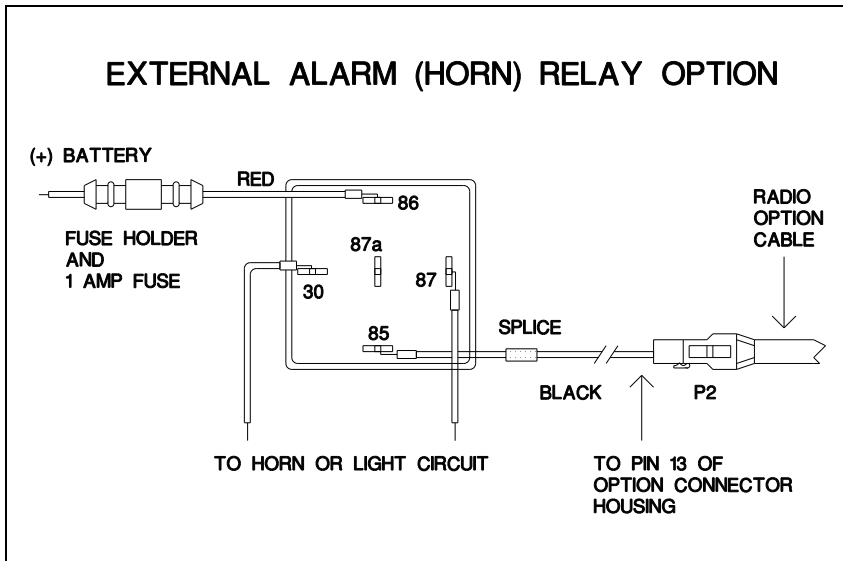 EXTERNAL ALARM (HORN) RELAY OPTION
(+) BATTERY
RED
86
FUSE HOLDER
AND
1 AMP FUSE
87a
30
87
85
SPLICE
BLACK
RADIO
OPTION
CABLE
P2
TO HORN OR LIGHT CIRCUIT
TO PIN 13 OF
OPTION CONNECTOR
HOUSING